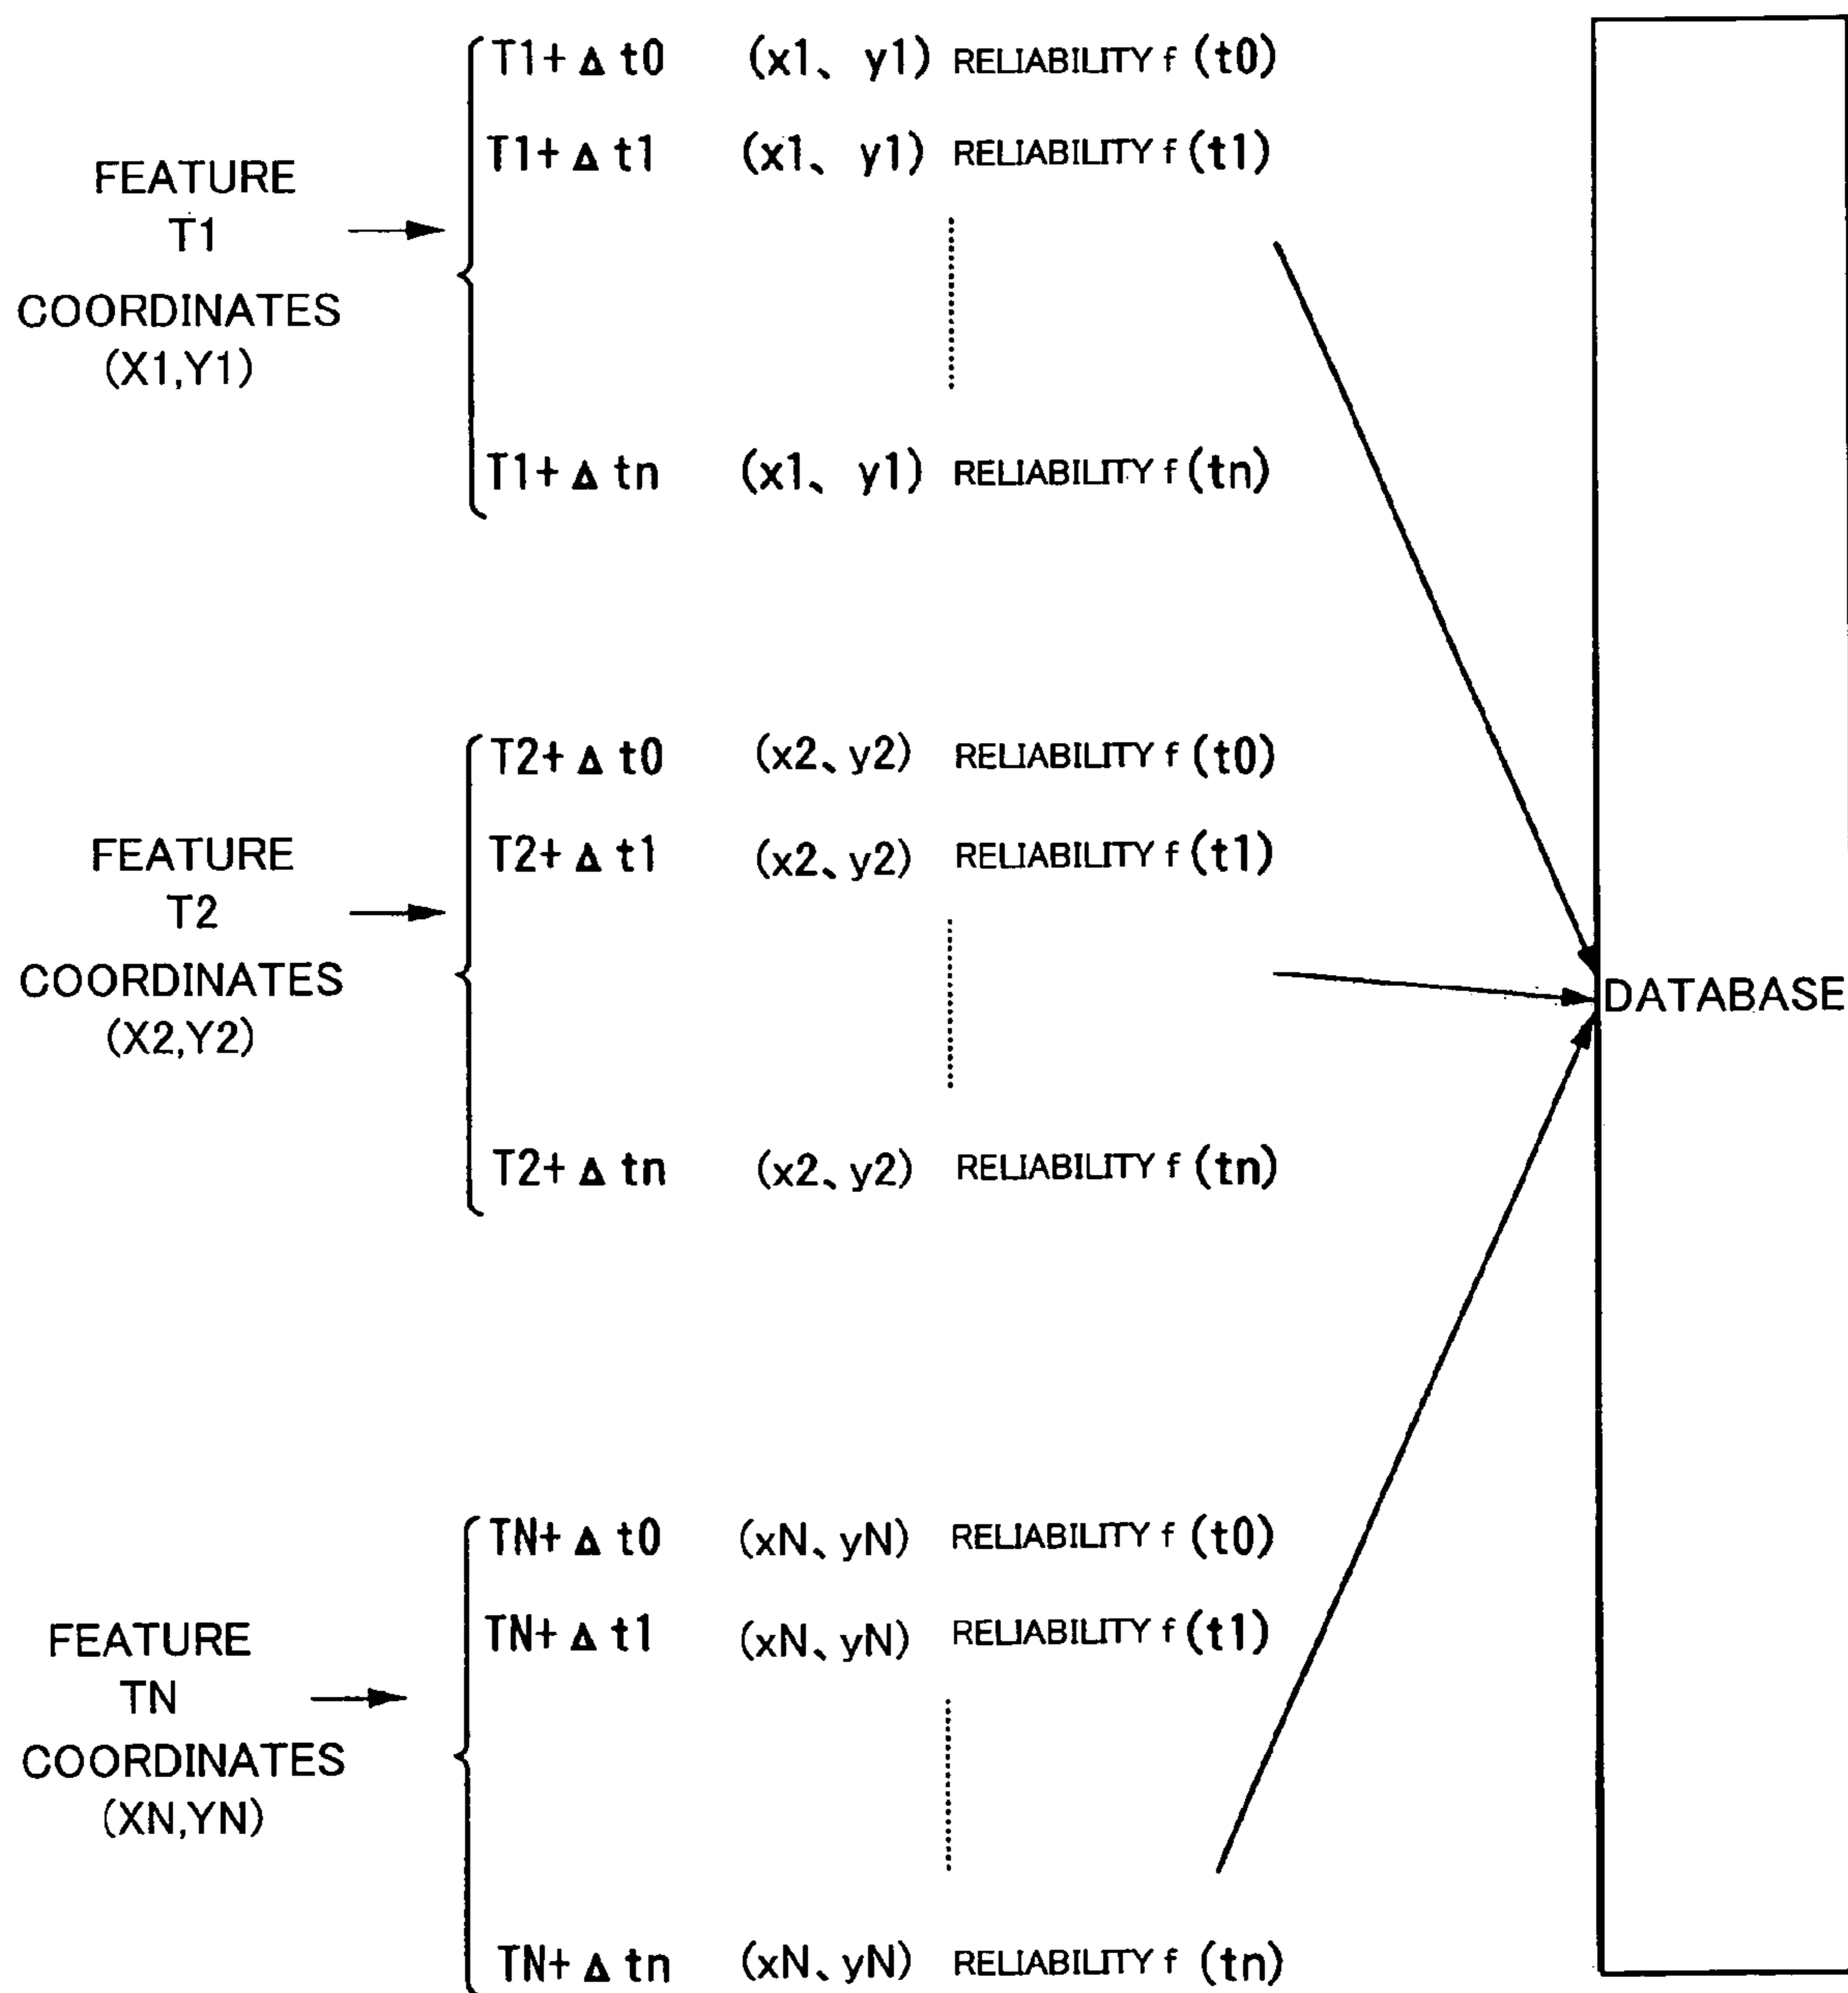 T1+Δt0 (x1、y1) RELIABILITY f(t0)
T1+Δt1 (x1、y1) RELIABILITY f(t1)
FEATURE
T1
COORDINATES
(X1,Y1)
T1+Δtn (x1、y1) RELIABILITY f(tn)
T2+Δt0 (x2、y2) RELIABILITY f(t0)
T2+Δt1 (x2、y2) RELIABILITY f(t1)
FEATURE
T2
COORDINATES
(X2,Y2)
DATABASE
T2+Δtn (x2、y2) RELIABILITY f(tn)
TN+Δt0 (xN、yN) RELIABILITY f(t0)
TN+Δt1 (xN、yN) RELIABILITY f(t1)
FEATURE
TN
COORDINATES
(XN,YN)
TN+Δtn (xN、yN) RELIABILITY f(tn)